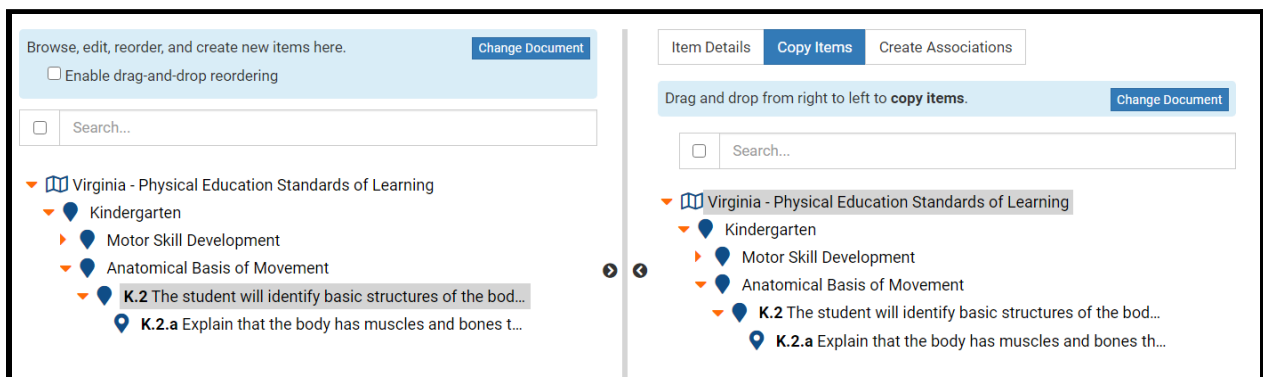 Browse, edit, reorder, and create new items here.
Change Document
Enable drag-and-drop reordering
Search...
Virginia - Physical Education Standards of Learning
Kindergarten
Motor Skill Development
Anatomical Basis of Movement
K.2 The student will identify basic structures of the bod...
K.2.a Explain that the body has muscles and bones t...
Item Details
Copy Items
Create Associations
Drag and drop from right to left to copy items.
Change Document
Search...
Virginia - Physical Education Standards of Learning
Kindergarten
Motor Skill Development
Anatomical Basis of Movement
K.2 The student will identify basic structures of the bod...
K.2.a Explain that the body has muscles and bones th...